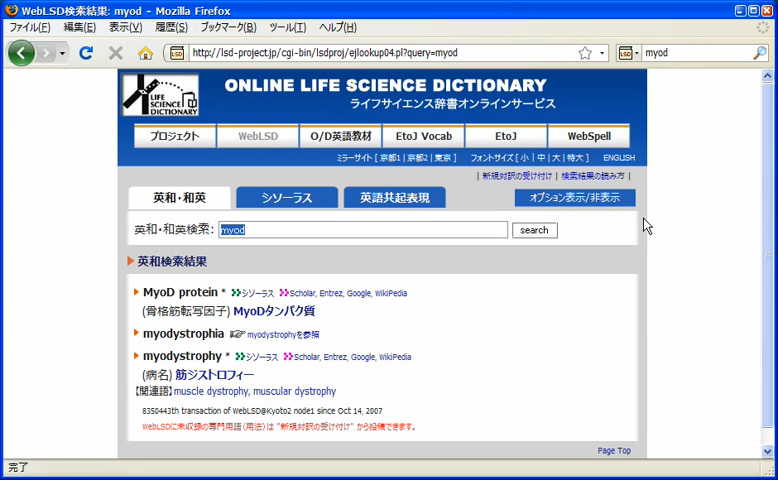 WebLSD検索結果: myod - Mozilla Firefox
ファイル(F) 編集(E) 表示(V) 履歴(S) ブックマーク(B) ツール(T) ヘルプ(H)
LSD http://lsd-project.jp/cgi-bin/lsdproj/ejlookup04.pl?query=myod LSD myod
LIFE SCIENCE DICTIONARY
ONLINE LIFE SCIENCE DICTIONARY
ライフサイエンス辞書オンラインサービス
プロジェクト WebLSD O/D英語教材 EtoJ Vocab EtoJ WebSpell
ミラーサイト [ 京都1 | 京都2 | 東京 ] フォントサイズ [ 小 | 中 | 大 | 特大 ] ENGLISH
| 新規対訳の受け付け | 検索結果の読み方 |
英和・和英 シソーラス 英語共起表現 オプション表示/非表示
英和・和英検索: myod search
英和検索結果
MyoD protein * シソーラス Scholar, Entrez, Google, WikiPedia
(骨格筋転写因子) MyoDタンパク質
myodystrophia myodystrophyを参照
myodystrophy * シソーラス Scholar, Entrez, Google, WikiPedia
(病名) 筋ジストロフィー
【関連語】muscle dystrophy, muscular dystrophy
8350443th transaction of WebLSD@Kyoto2 node1 since Oct 14, 2007
WebLSDに未収録の専門用語(用法)は "新規対訳の受け付け" から投稿できます。
Page Top
完了